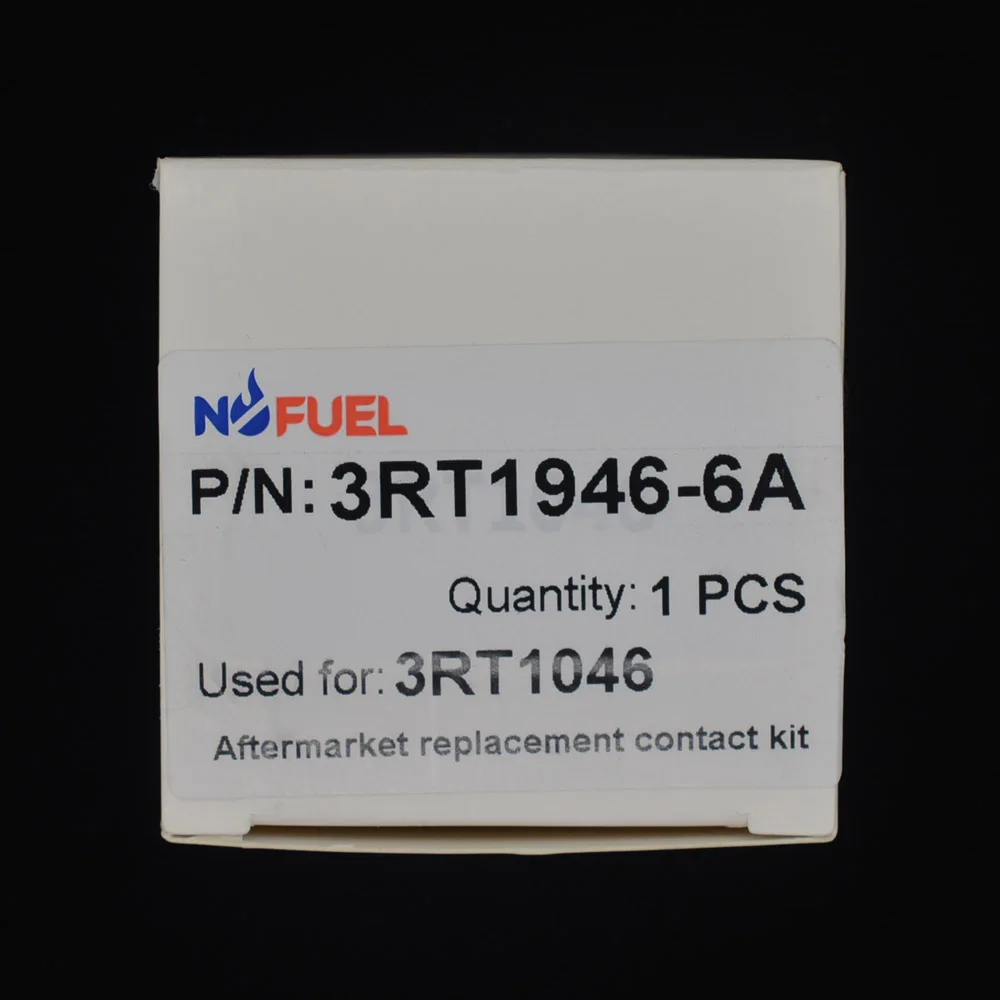 NOFUEL
P/N: 3RT1946-6A
Quantity: 1 PCS
Used for: 3RT1046
Aftermarket replacement contact kit